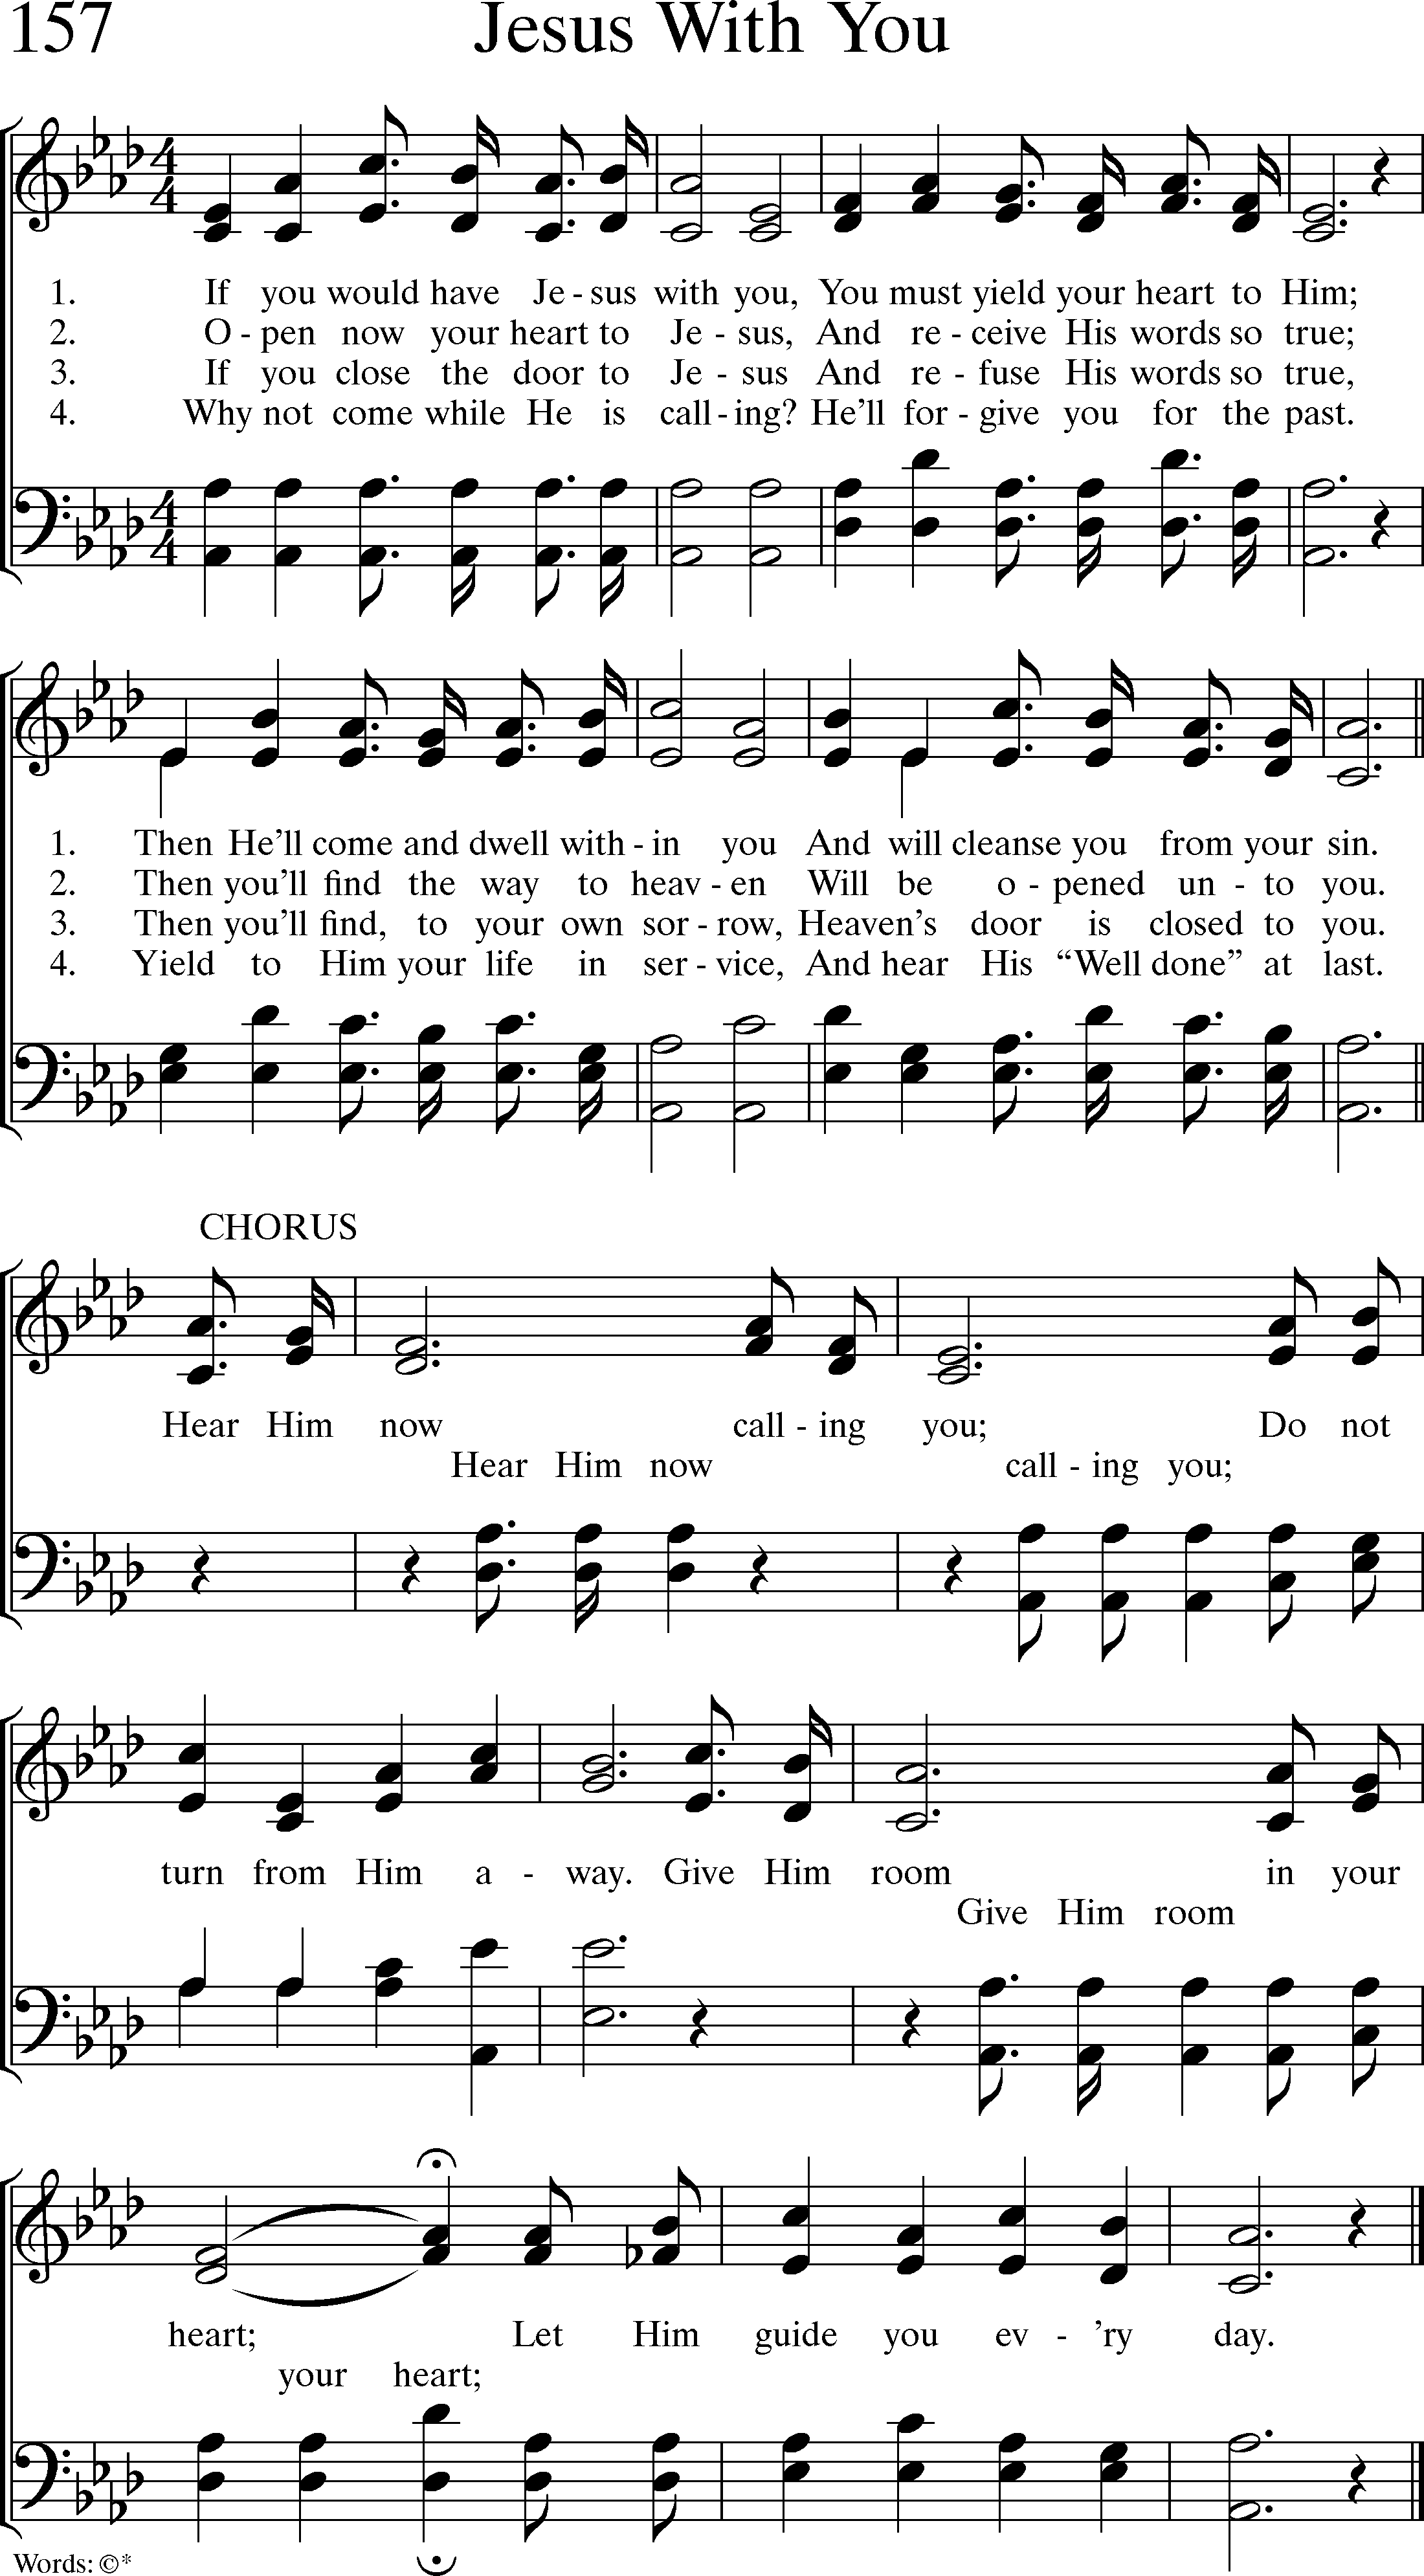 157 Jesus With You
1. If you would have Je - sus with you, You must yield your heart to Him;
2. O - pen now your heart to Je - sus, And re - ceive His words so true;
3. If you close the door to Je - sus And re - fuse His words so true,
4. Why not come while He is call - ing? He’ll for - give you for the past.
1. Then He’ll come and dwell with - in you And will cleanse you from your sin.
2. Then you’ll find the way to heav - en Will be o - pened un - to you.
3. Then you’ll find, to your own sor - row, Heaven’s door is closed to you.
4. Yield to Him your life in ser - vice, And hear His “Well done” at last.
CHORUS
Hear Him now call - ing you; Do not
Hear Him now call - ing you;
turn from Him a - way. Give Him room in your
Give Him room
heart; Let Him guide you ev - ’ry day.
your heart;
Words: ©*